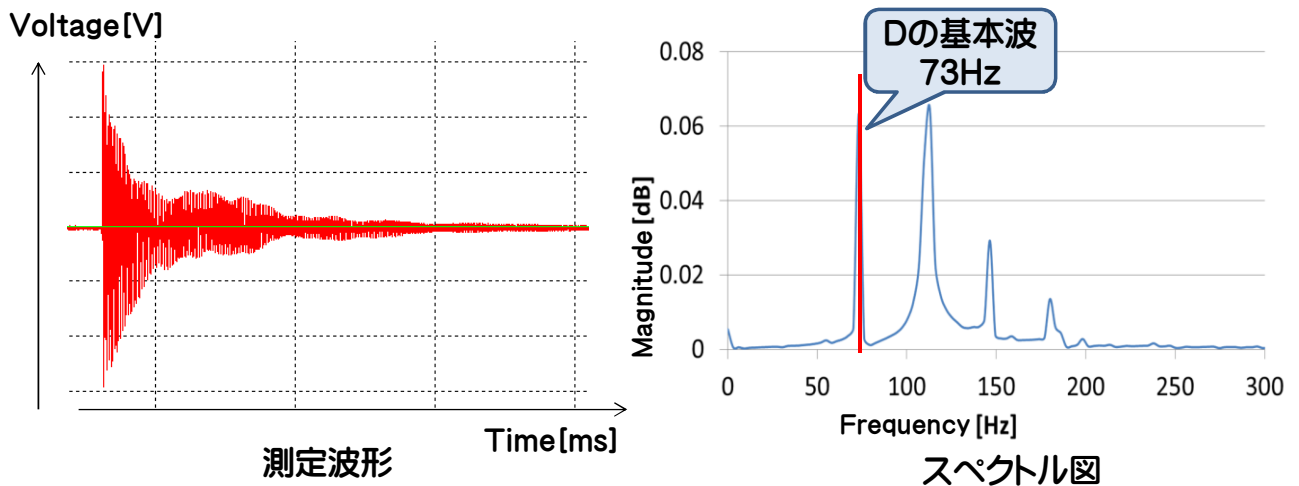 Voltage[V]
Time[ms]
測定波形
Dの基本波
73Hz
0.08
0.06
0.04
0.02
0
Magnitude [dB]
0 50 100 150 200 250 300
Frequency [Hz]
スペクトル図